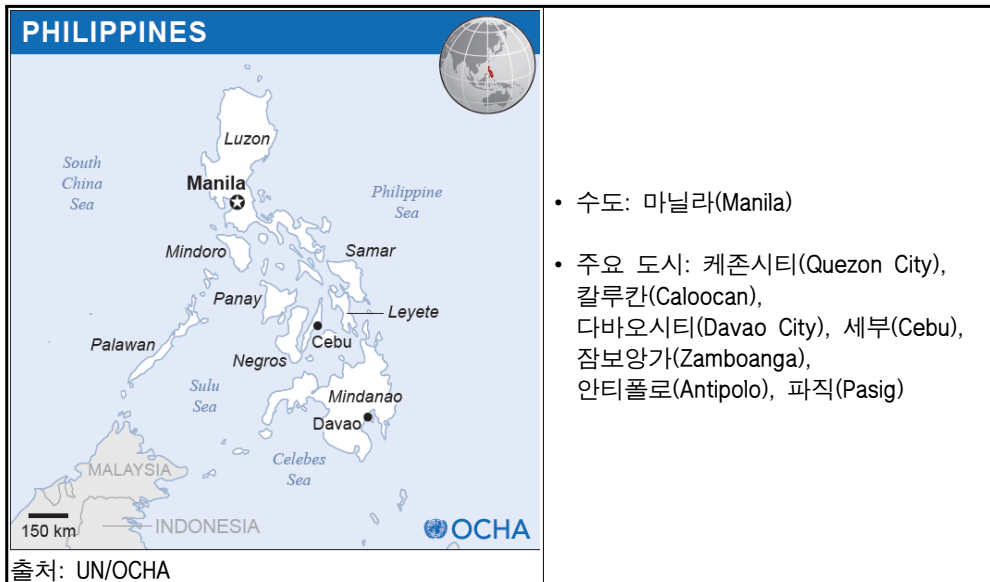 PHILIPPINES
Luzon
South
China
Sea
Manila
Philippine
Sea
Mindoro
Samar
Panay
Leyete
Cebu
Palawan
Negros
Sulu
Sea
Mindanao
Davao
Celebes
Sea
MALAYSIA
INDONESIA
150 km
OCHA
출처: UN/OCHA
• 수도: 마닐라(Manila)
• 주요 도시: 케존시티(Quezon City),
칼루칸(Caloocan),
다바오시티(Davao City), 세부(Cebu),
잠보앙가(Zamboanga),
안티폴로(Antipolo), 파직(Pasig)